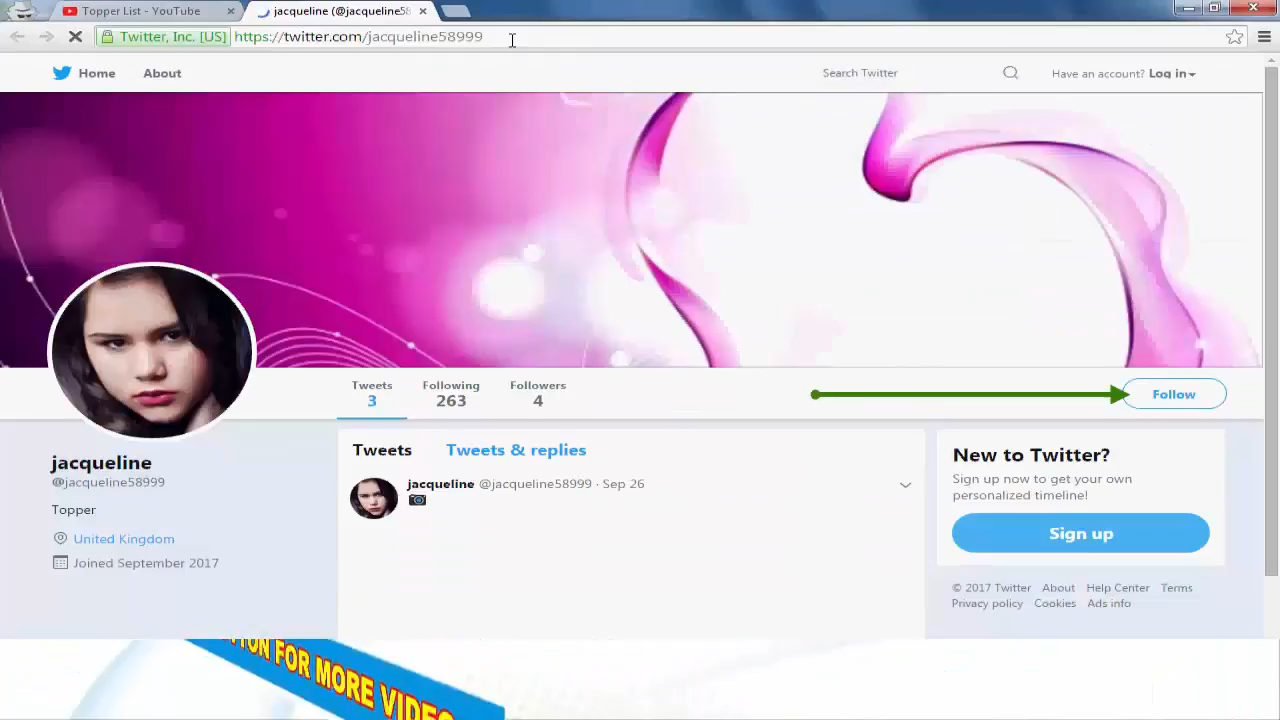 Topper List - YouTube
jacqueline (@jacqueline58
Twitter, Inc. [US]
https://twitter.com/jacqueline58999
Home
About
Search Twitter
Have an account? Log in
Tweets
3
Following
263
Followers
4
Follow
jacqueline
@jacqueline58999
Topper
United Kingdom
Joined September 2017
Tweets
Tweets & replies
jacqueline @jacqueline58999 · Sep 26
New to Twitter?
Sign up now to get your own
personalized timeline!
Sign up
© 2017 Twitter About Help Center Terms
Privacy policy Cookies Ads info
FOR MORE VIDEO